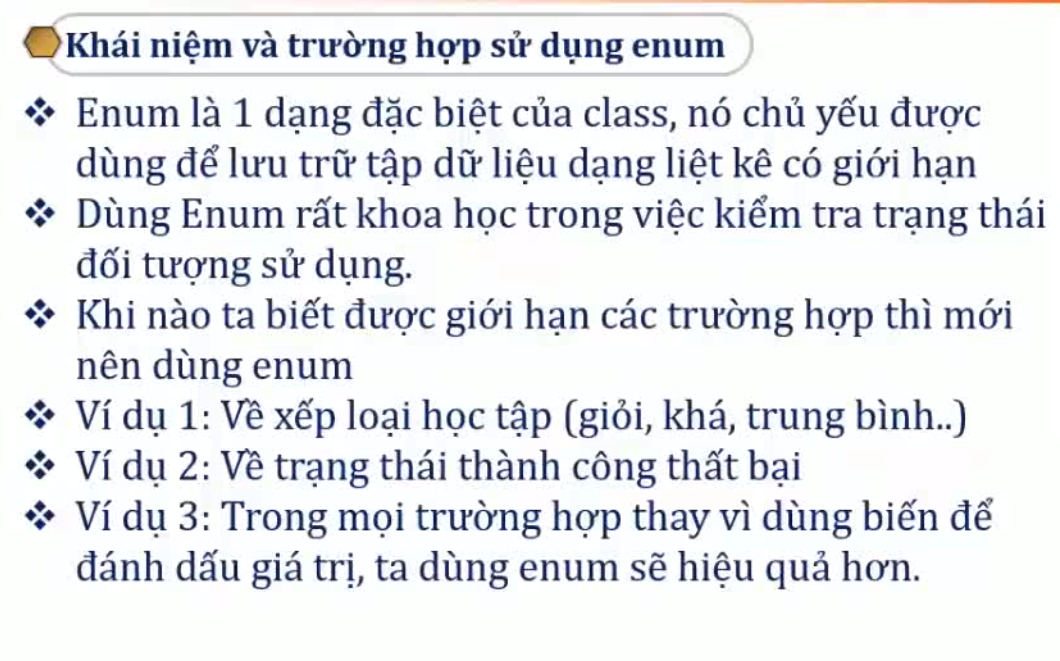 Khái niệm và trường hợp sử dụng enum
❖ Enum là 1 dạng đặc biệt của class, nó chủ yếu được
dùng để lưu trữ tập dữ liệu dạng liệt kê có giới hạn
❖ Dùng Enum rất khoa học trong việc kiểm tra trạng thái
đối tượng sử dụng.
❖ Khi nào ta biết được giới hạn các trường hợp thì mới
nên dùng enum
❖ Ví dụ 1: Về xếp loại học tập (giỏi, khá, trung bình..)
❖ Ví dụ 2: Về trạng thái thành công thất bại
❖ Ví dụ 3: Trong mọi trường hợp thay vì dùng biến để
đánh dấu giá trị, ta dùng enum sẽ hiệu quả hơn.